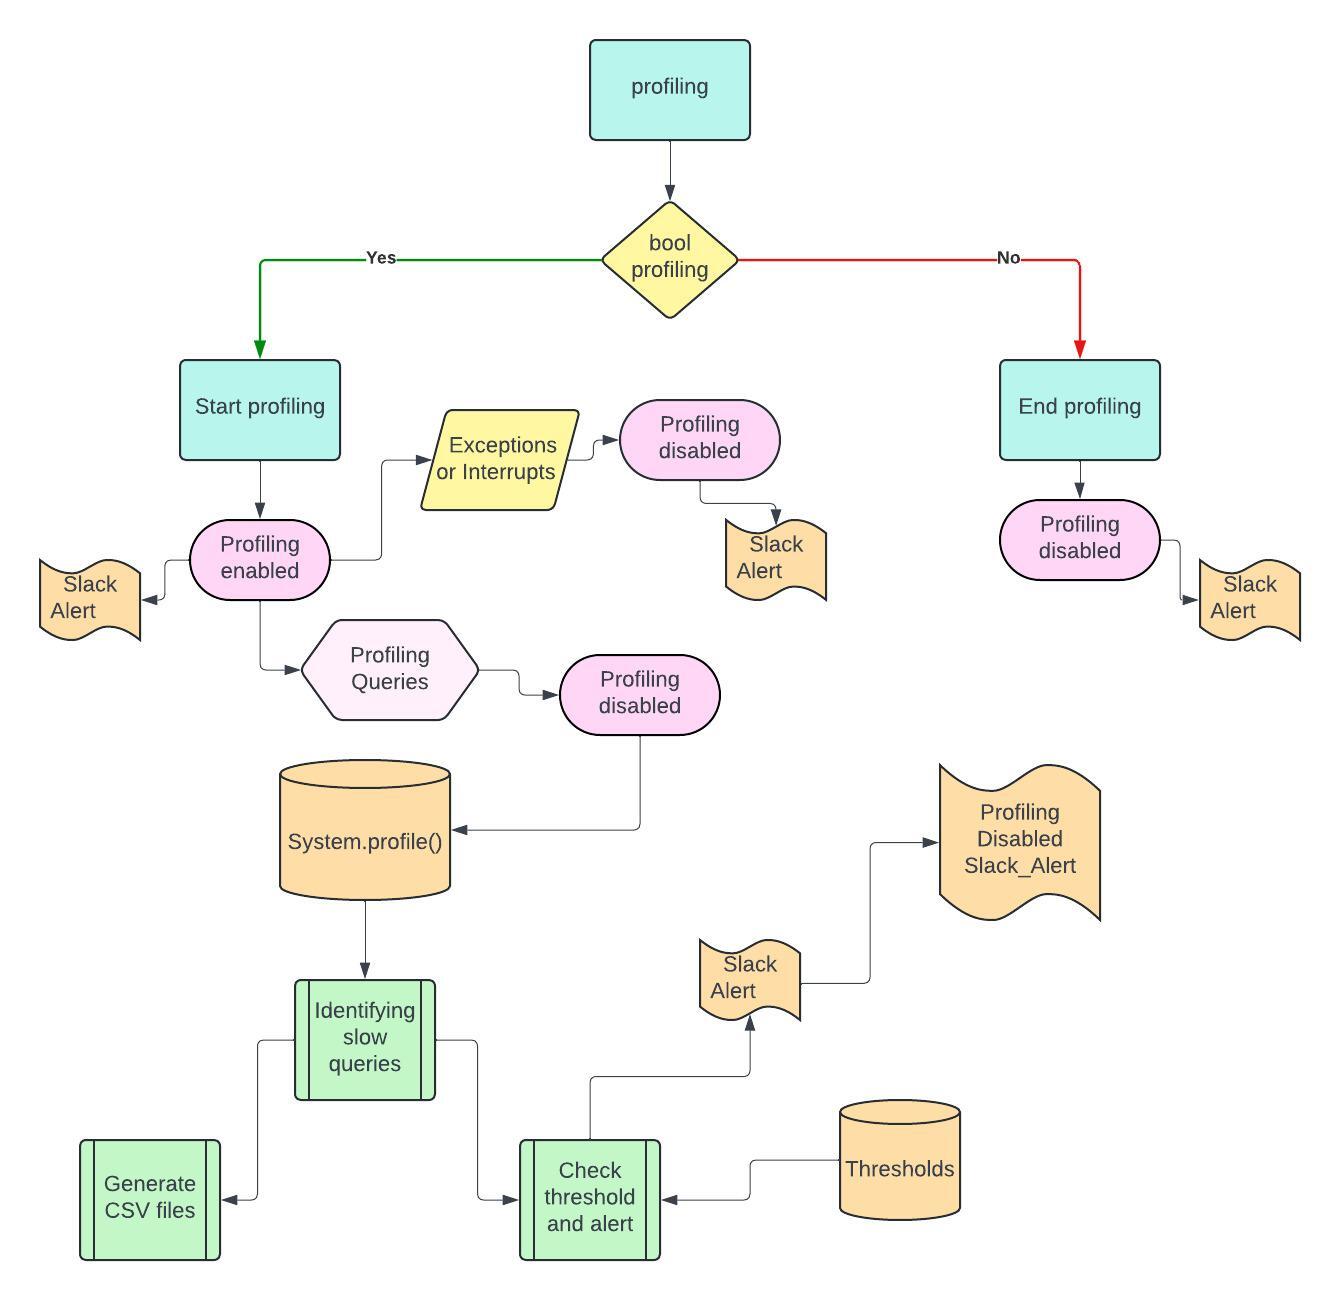 profiling
bool
profiling
Yes
No
Start profiling
End profiling
Exceptions
or Interrupts
Profiling
disabled
Profiling
enabled
Slack
Alert
Slack
Alert
Profiling
disabled
Slack
Alert
Profiling
Queries
Profiling
disabled
System.profile()
Profiling
Disabled
Slack_Alert
Slack
Alert
Identifying
slow
queries
Generate
CSV files
Check
threshold
and alert
Thresholds